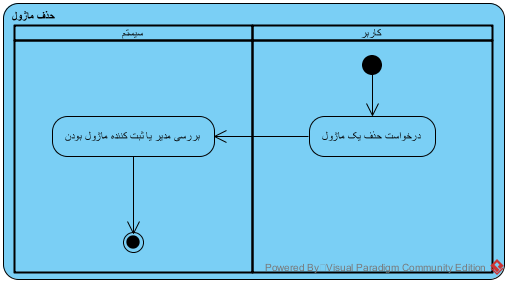 حذف ماژول
کاربر
سیستم
درخواست حذف یک ماژول
بررسی مدیر یا ثبت کننده ماژول بودن
Powered By Visual Paradigm Community Edition